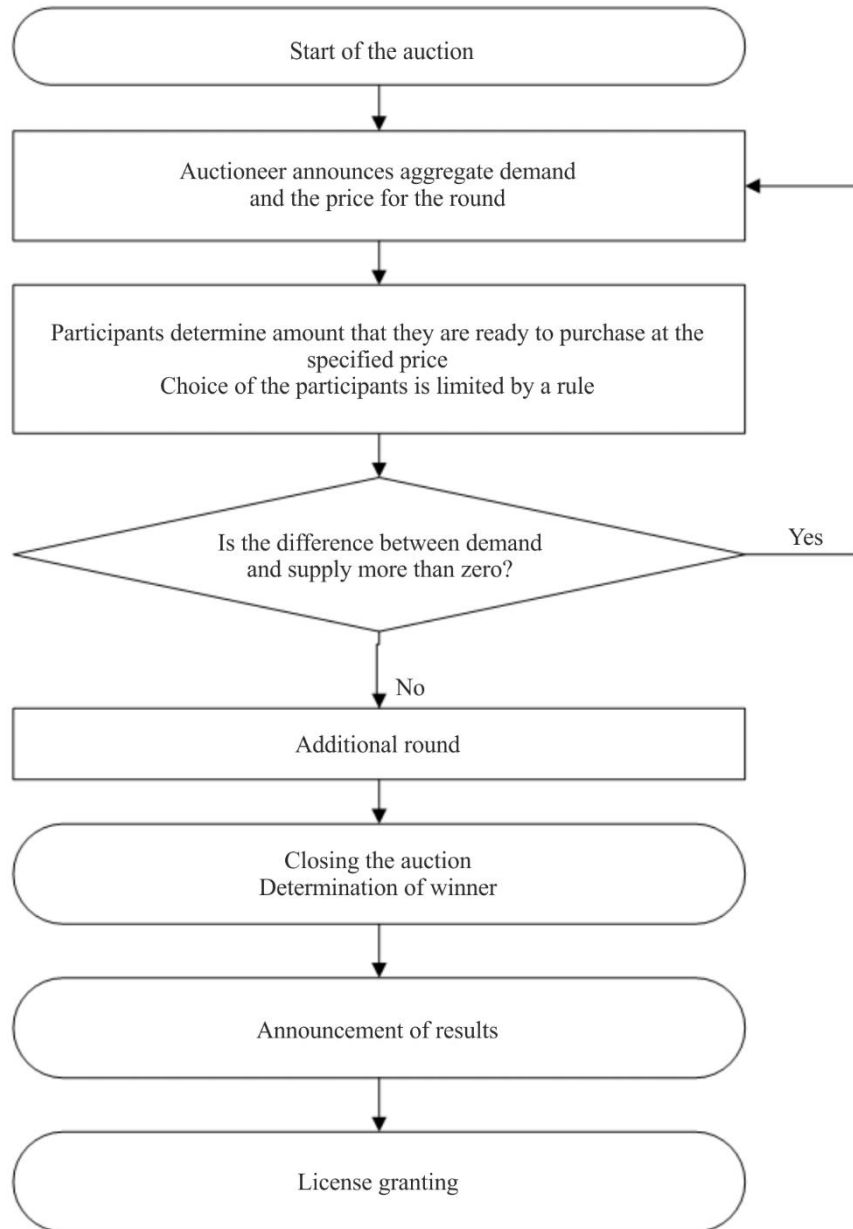 Start of the auction
Auctioneer announces aggregate demand
and the price for the round
Participants determine amount that they are ready to purchase at the
specified price
Choice of the participants is limited by a rule
Is the difference between demand
and supply more than zero?
Yes
No
Additional round
Closing the auction
Determination of winner
Announcement of results
License granting